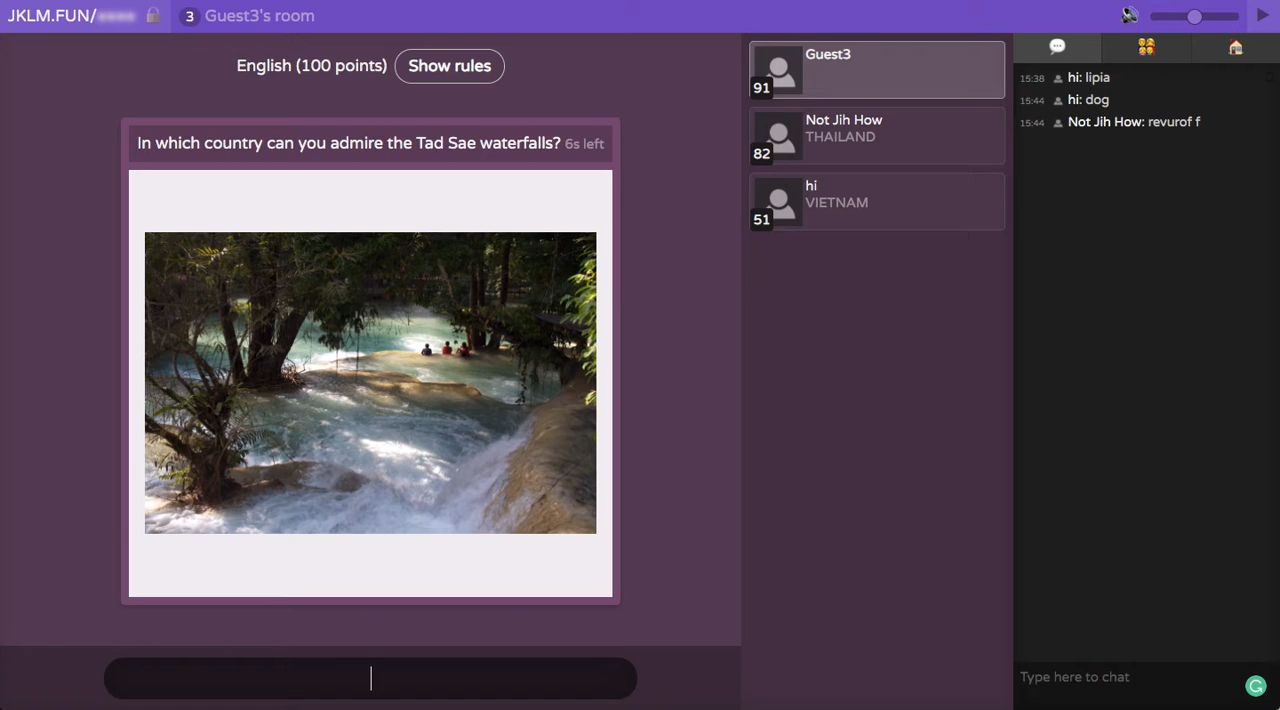 JKLM.FUN/
3 Guest3's room
English (100 points) Show rules
In which country can you admire the Tad Sae waterfalls? 6s left
Guest3
91
Not Jih How
THAILAND
82
hi
VIETNAM
51
15:38 hi: lipia
15:44 hi: dog
15:44 Not Jih How: revurof f
Type here to chat
G